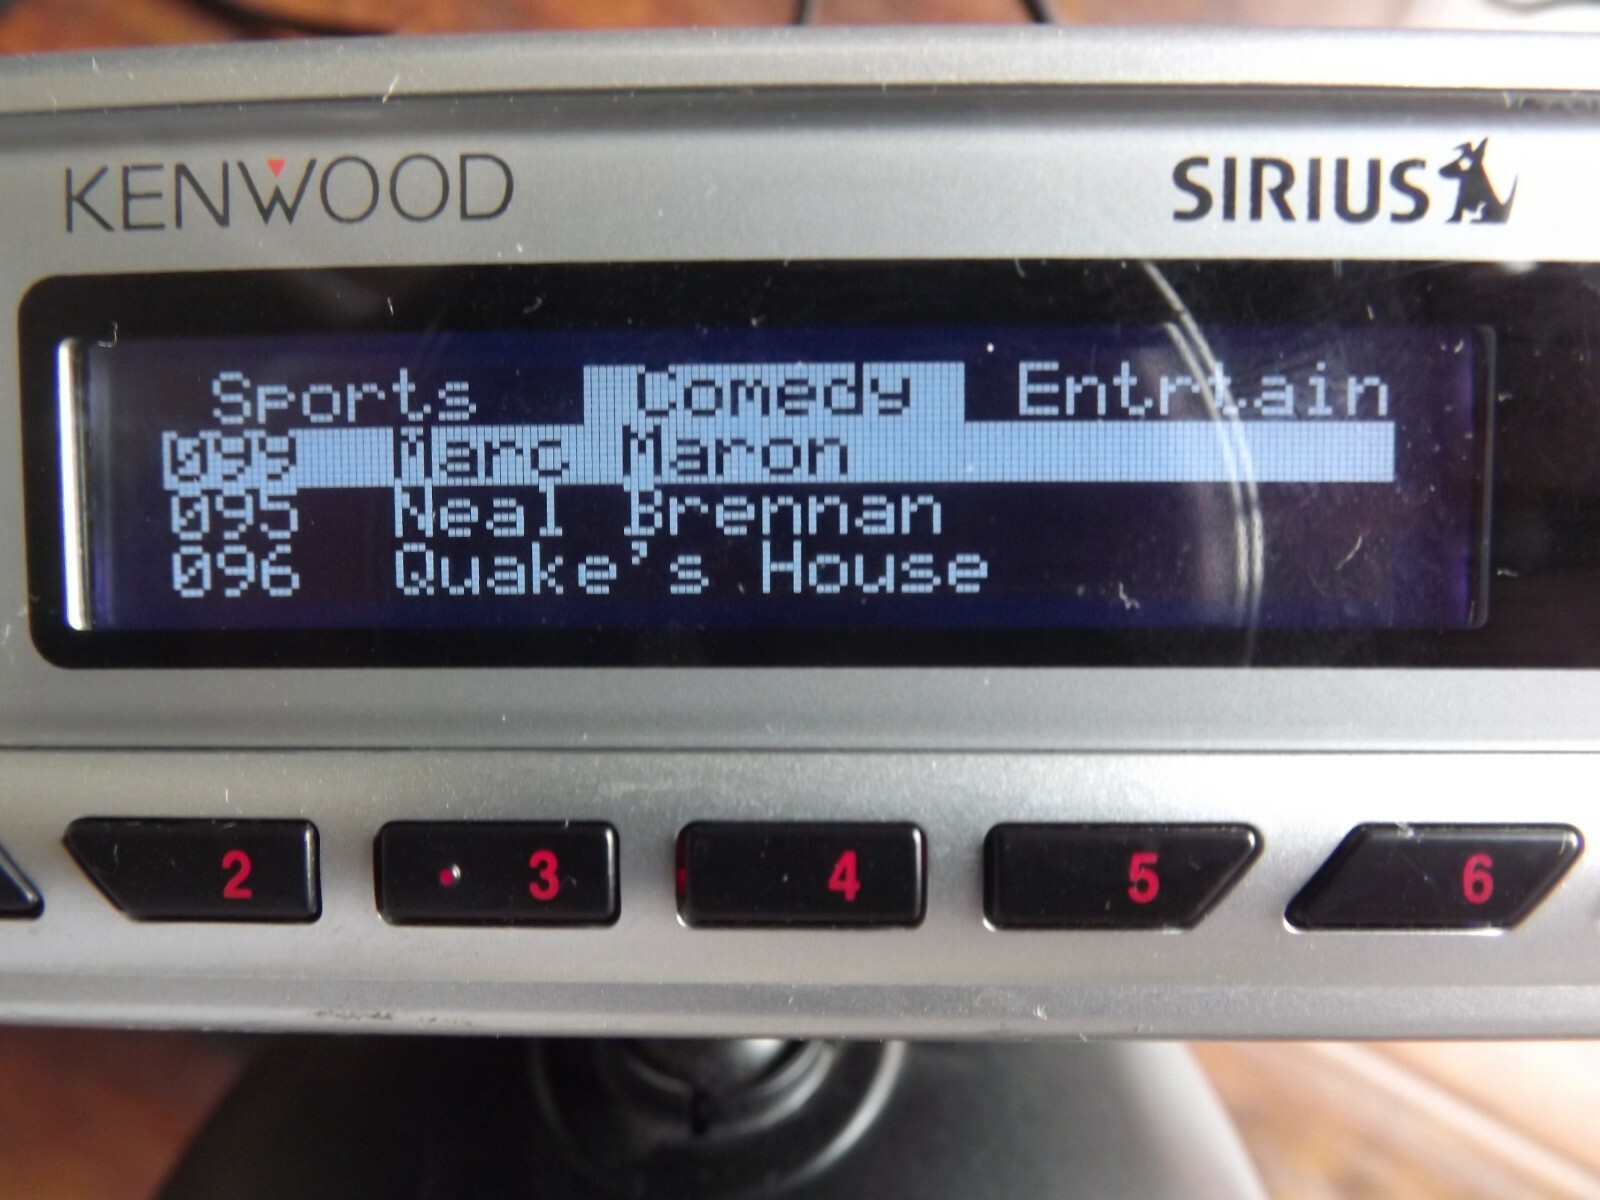 KENWOOD
SIRIUS
Sports Comedy Entrtain
099 Marc Maron
095 Neal Brennan
096 Quake's House
2 3 4 5 6